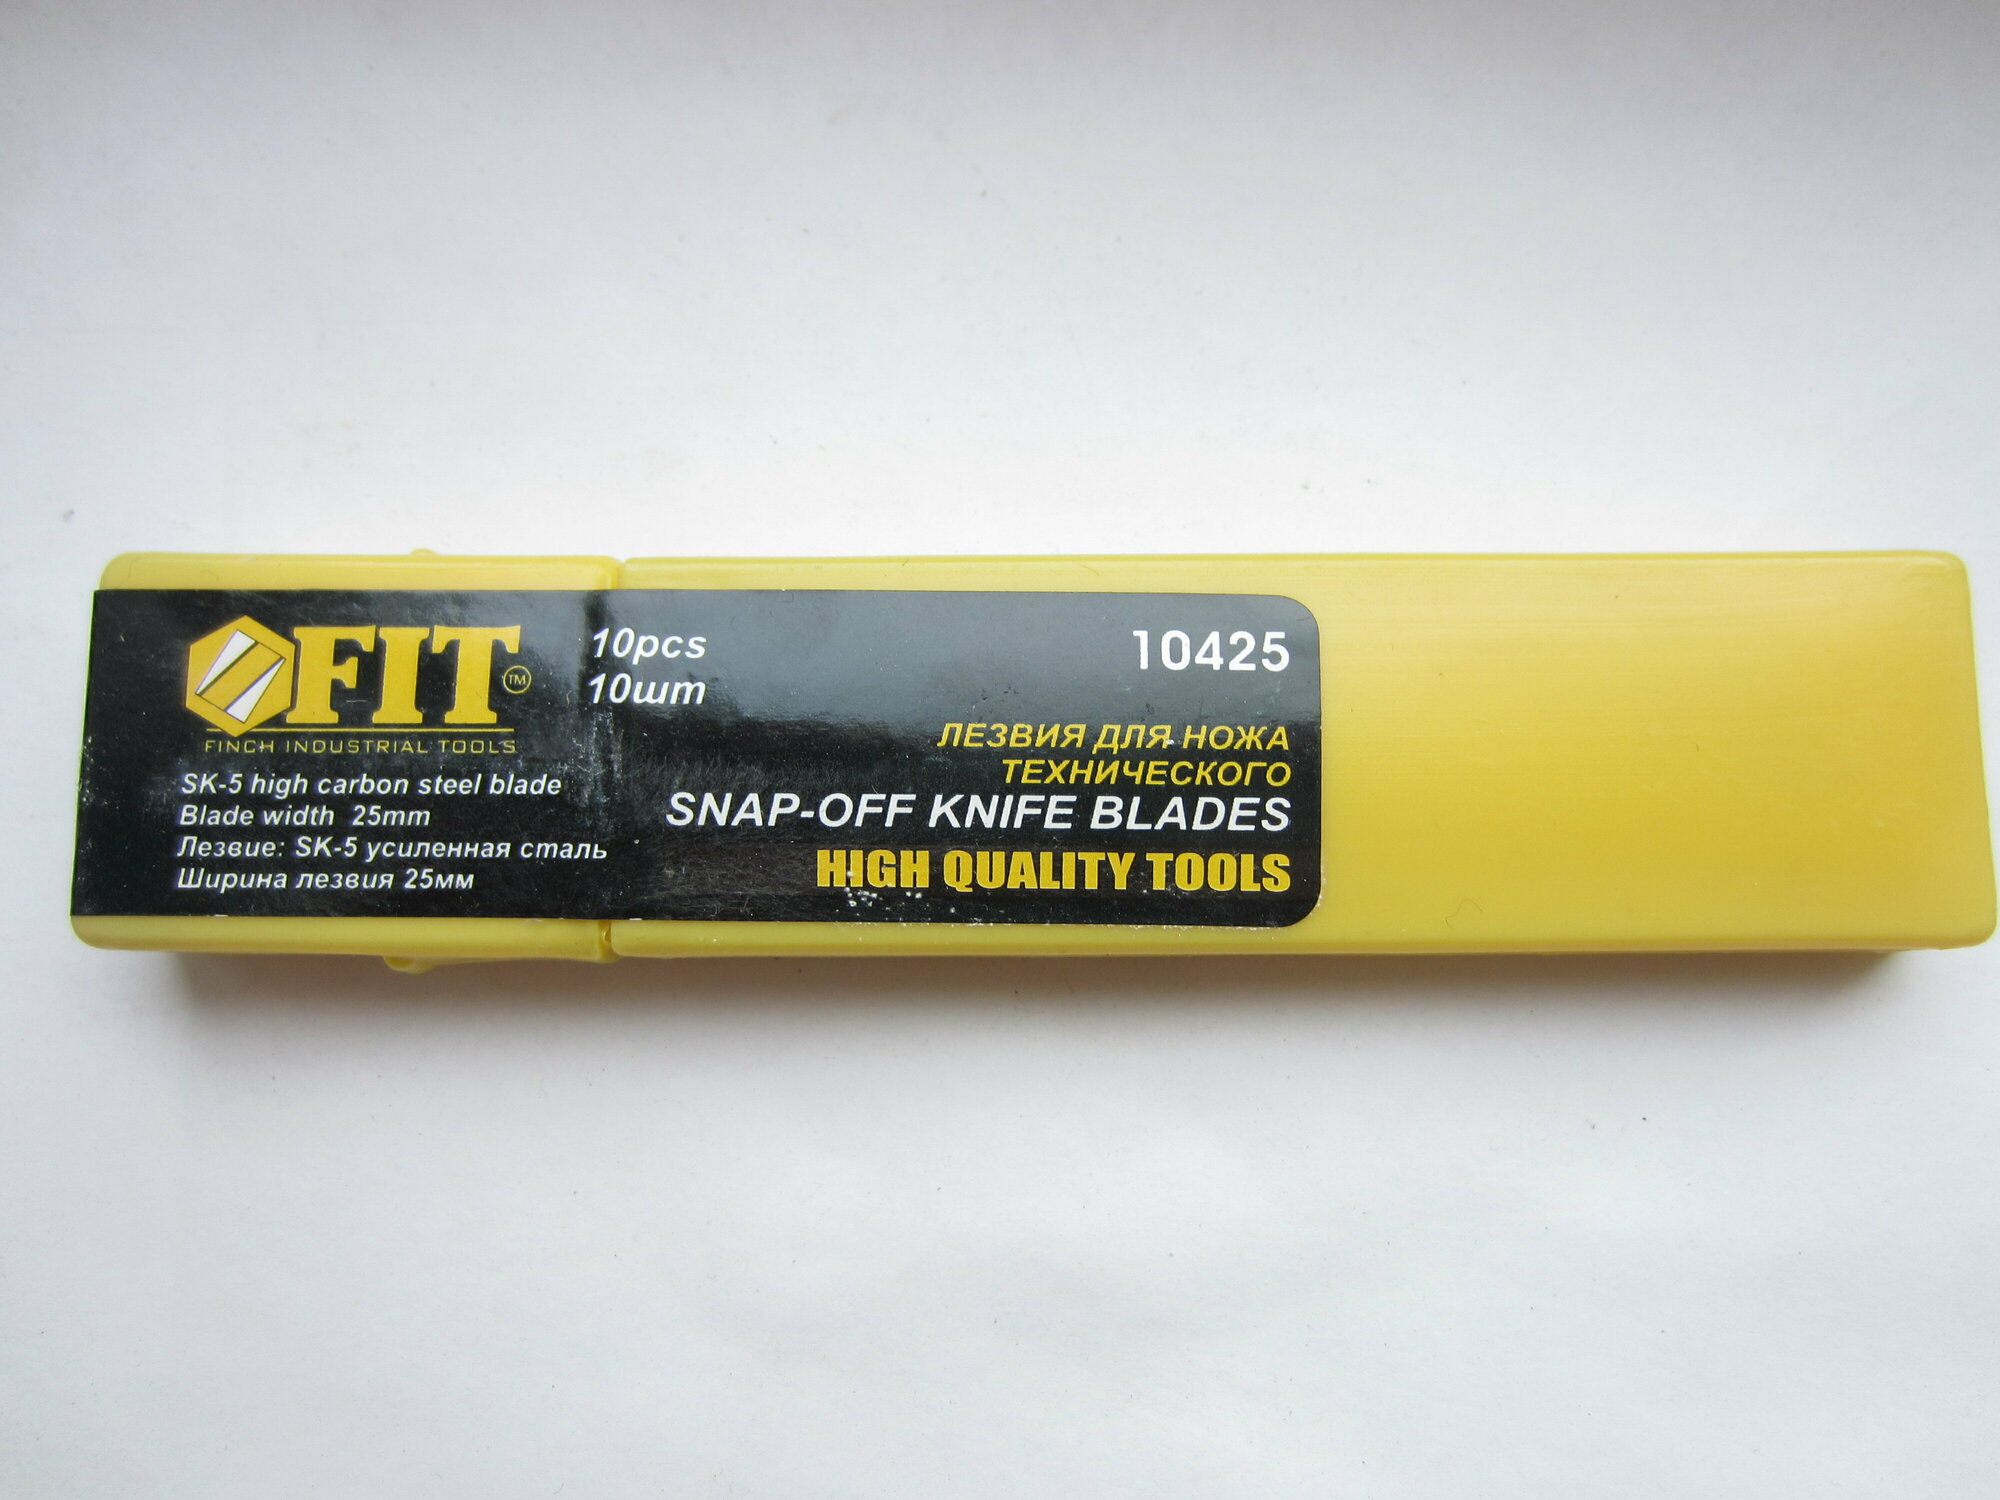 FIT TM
FINCH INDUSTRIAL TOOLS
SK-5 high carbon steel blade
Blade width 25mm
Лезвие: SK-5 усиленная сталь
Ширина лезвия 25мм
10pcs
10шт
10425
ЛЕЗВИЯ ДЛЯ НОЖА
ТЕХНИЧЕСКОГО
SNAP-OFF KNIFE BLADES
HIGH QUALITY TOOLS